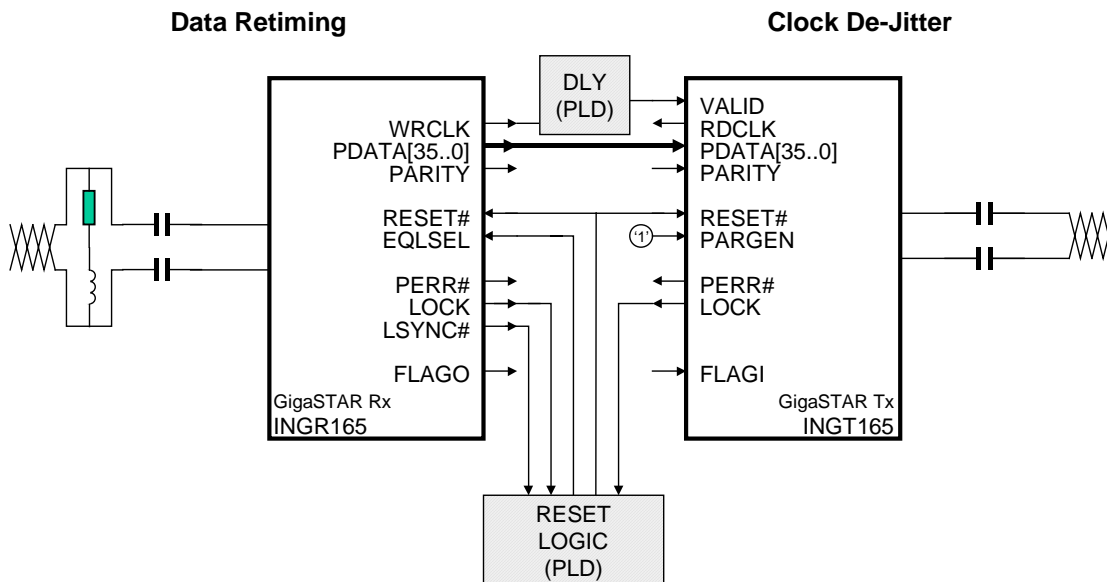 Data Retiming
Clock De-Jitter
DLY
(PLD)
WRCLK
PDATA[35..0]
PARITY
RESET#
EQLSEL
PERR#
LOCK
LSYNC#
FLAGO
GigaSTAR Rx
INGR165
VALID
RDCLK
PDATA[35..0]
PARITY
RESET#
'1'
PARGEN
PERR#
LOCK
FLAGI
GigaSTAR Tx
INGT165
RESET
LOGIC
(PLD)